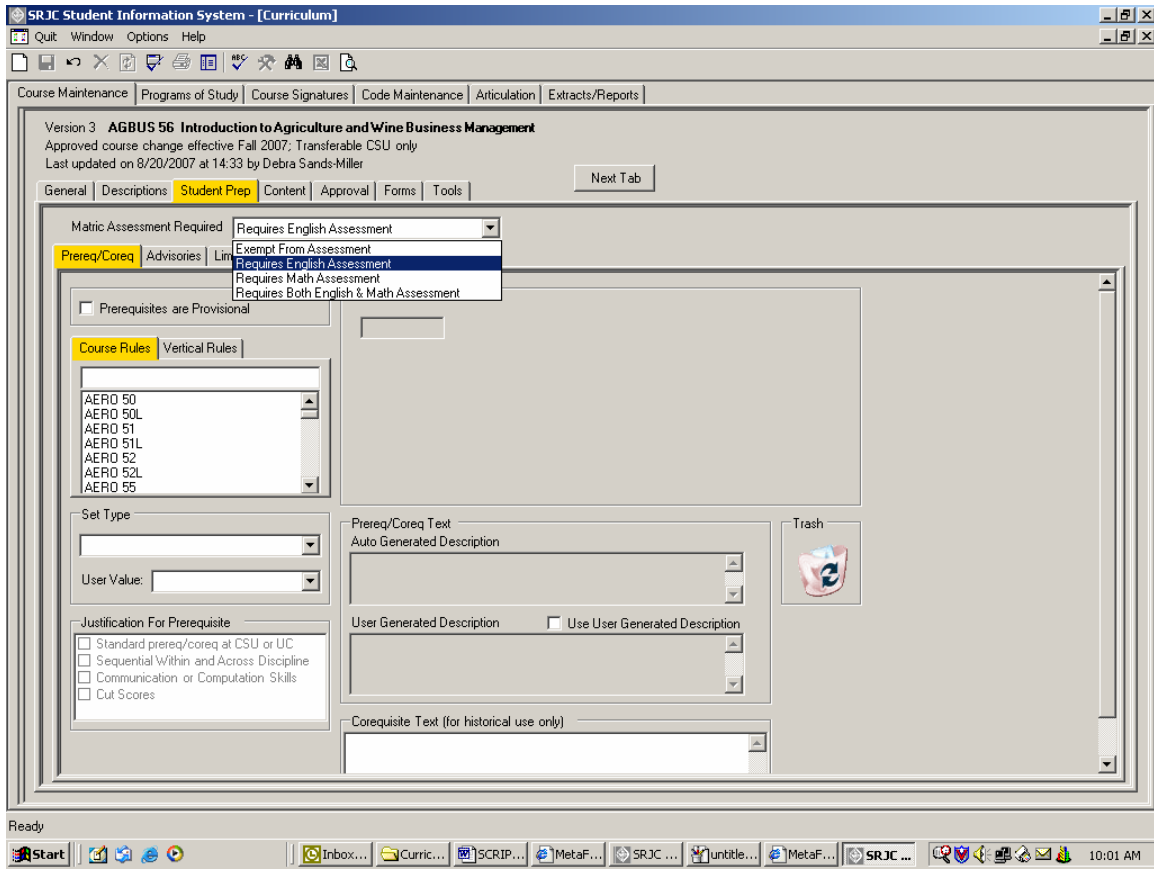 SRJC Student Information System - [Curriculum]
Quit Window Options Help
ABC
Course Maintenance Programs of Study Course Signatures Code Maintenance Articulation Extracts/Reports
Version 3 AGBUS 56 Introduction to Agriculture and Wine Business Management
Approved course change effective Fall 2007; Transferable CSU only
Last updated on 8/20/2007 at 14:33 by Debra Sands-Miller
Next Tab
General Descriptions Student Prep Content Approval Forms Tools
Matric Assessment Required Requires English Assessment
Exempt From Assessment
Requires English Assessment
Requires Math Assessment
Requires Both English & Math Assessment
Prereq/Coreq Advisories Lim
Prerequisites are Provisional
Course Rules Vertical Rules
AERO 50
AERO 50L
AERO 51
AERO 51L
AERO 52
AERO 52L
AERO 55
Set Type
User Value:
Justification For Prerequisite
Standard prereq/coreq at CSU or UC
Sequential Within and Across Discipline
Communication or Computation Skills
Cut Scores
Prereq/Coreq Text
Auto Generated Description
User Generated Description Use User Generated Description
Trash
Corequisite Text (for historical use only)
Ready
Start Inbox... Curric... SCRIP... MetaF... SRJC ... untitle... MetaF... SRJC ... 10:01 AM